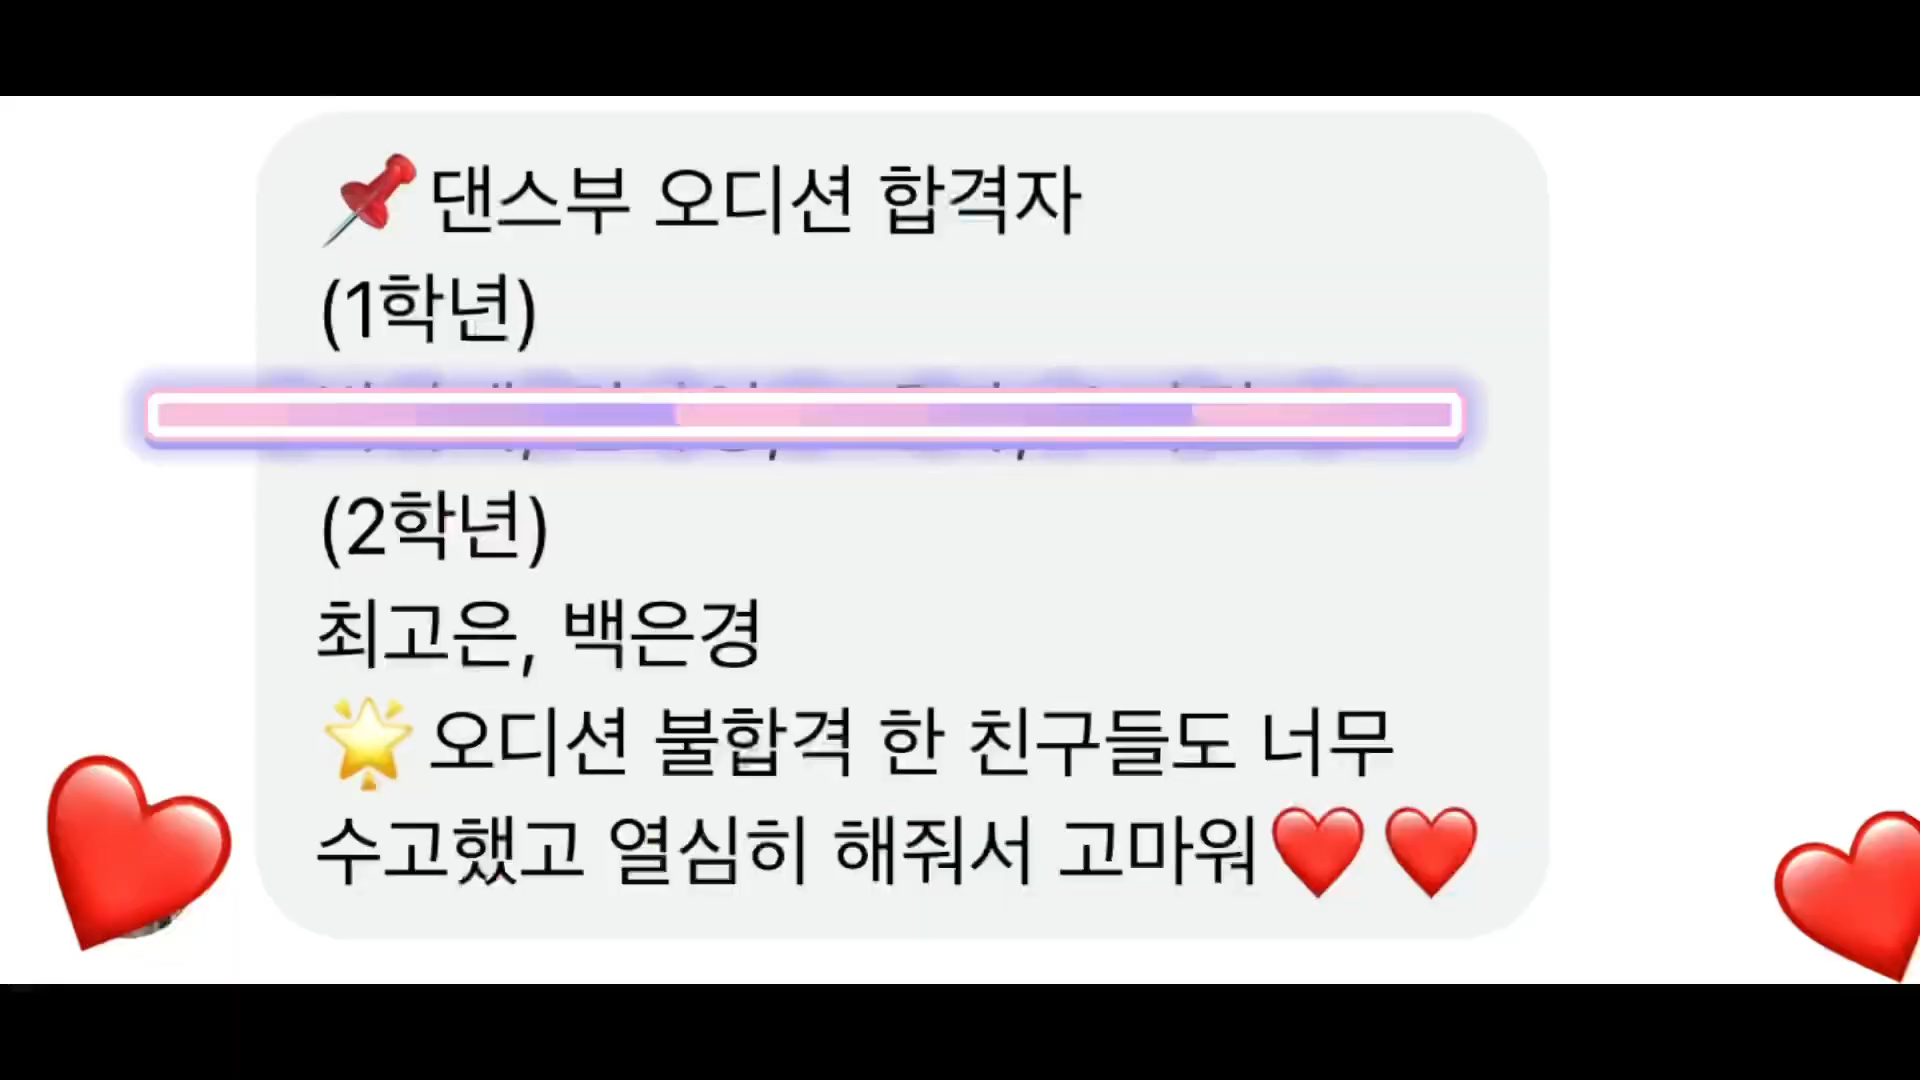 📌댄스부 오디션 합격자
(1학년)
(2학년)
최고은, 백은경
🌟오디션 불합격 한 친구들도 너무
수고했고 열심히 해줘서 고마워❤️❤️